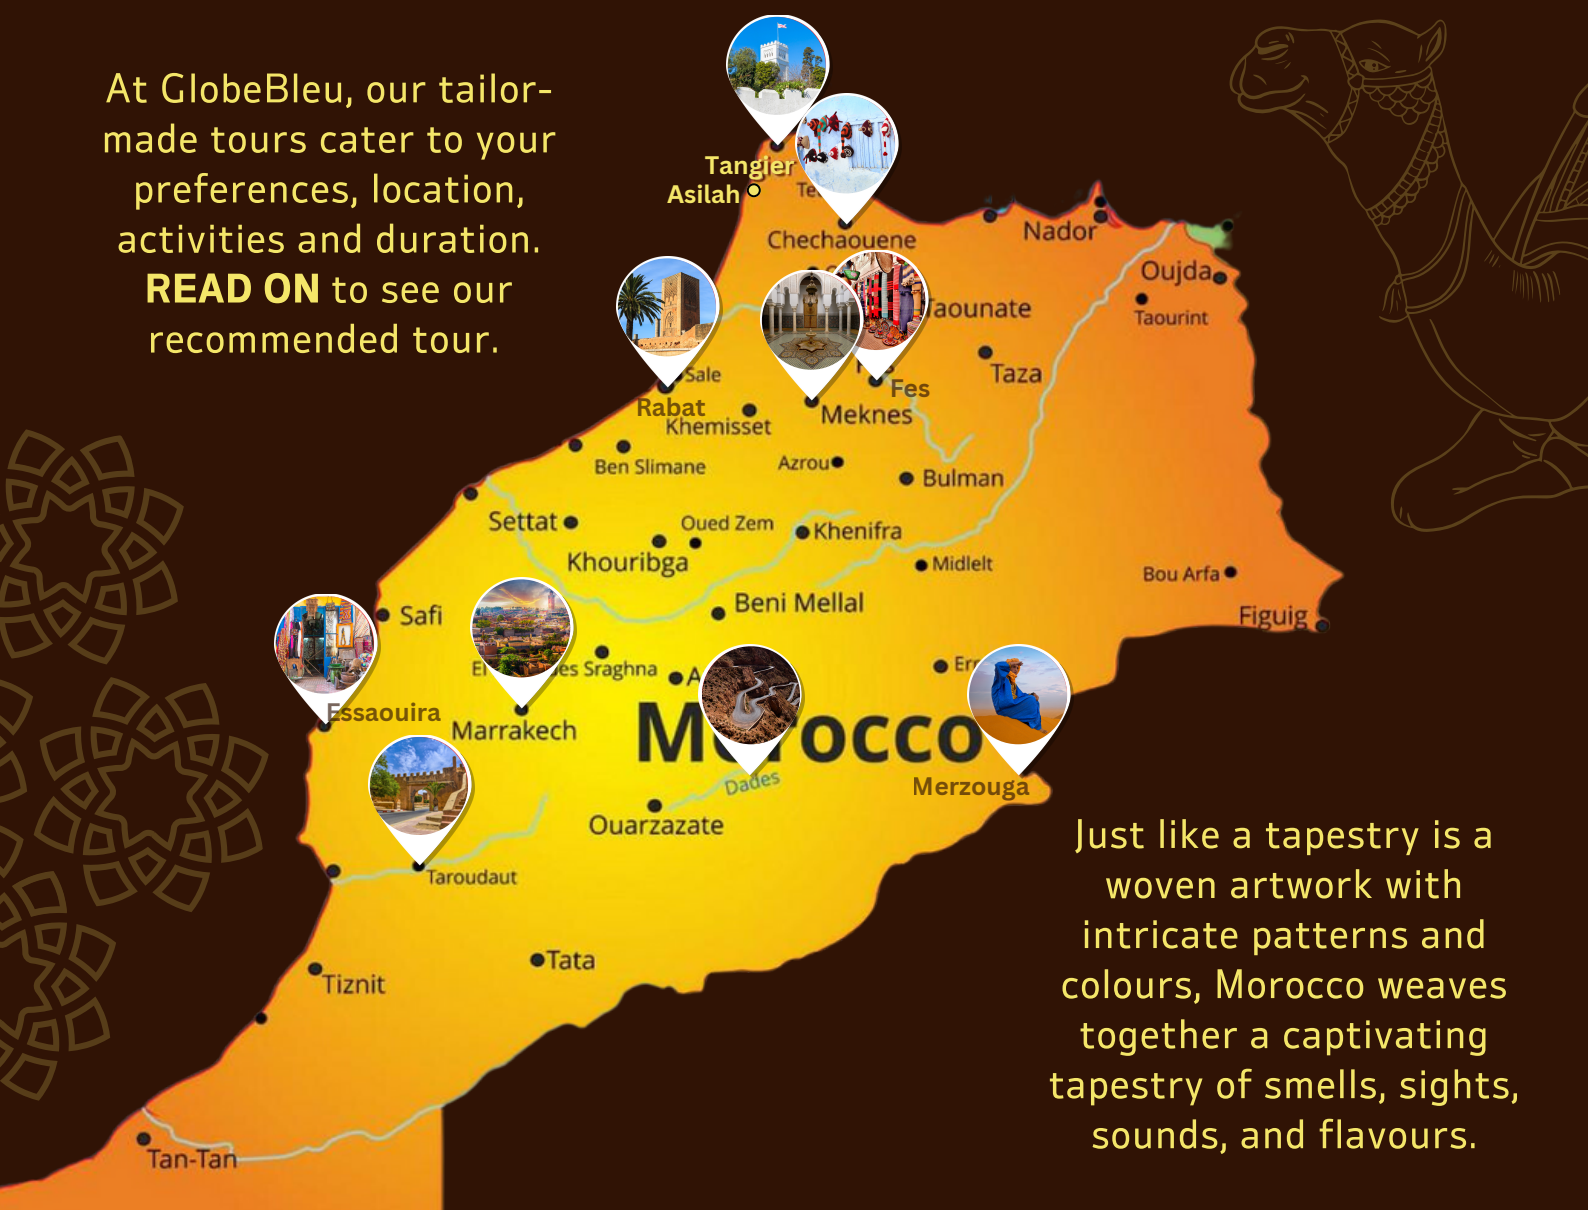 At GlobeBleu, our tailor-
made tours cater to your
preferences, location,
activities and duration.
READ ON to see our
recommended tour.
Tangier
Asilah
Chechaouene
Nador
Oujda
Taounate
Taourint
Sale
Rabat
Fes
Taza
Khemisset
Meknes
Ben Slimane
Azrou
Bulman
Settat
Oued Zem
Khenifra
Khouribga
Midlelt
Bou Arfa
Beni Mellal
Safi
Figuig
Essaouira
Marrakech
Morocco
Dades
Merzouga
Ouarzazate
Taroudaut
Tata
Tiznit
Tan-Tan
Just like a tapestry is a
woven artwork with
intricate patterns and
colours, Morocco weaves
together a captivating
tapestry of smells, sights,
sounds, and flavours.